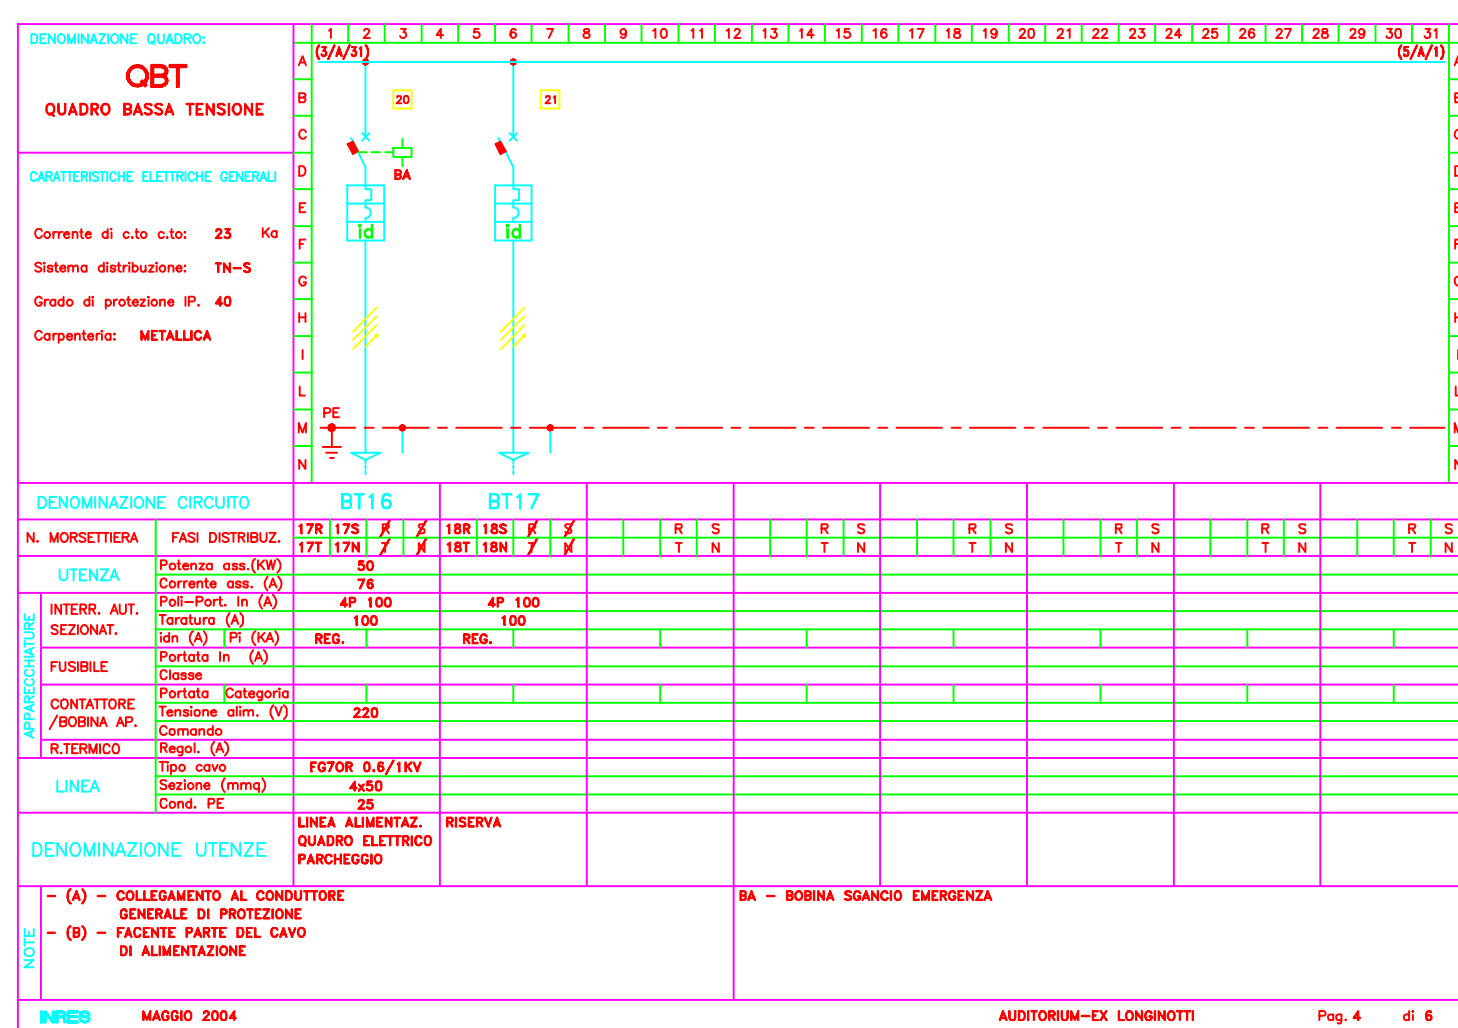 DENOMINAZIONE QUADRO:
QBT
QUADRO BASSA TENSIONE
1 2 3 4 5 6 7 8 9 10 11 12 13 14 15 16 17 18 19 20 21 22 23 24 25 26 27 28 29 30 31
(3/A/31) (5/A/1)
A A
B 20 21 B
C C
D BA D
CARATTERISTICHE ELETTRICHE GENERALI
E E
id id
Corrente di c.to c.to: 23 Ka
F F
Sistema distribuzione: TN-S
G G
Grado di protezione IP. 40
H H
Carpenteria: METALLICA
I I
L L
PE
M M
N N
DENOMINAZIONE CIRCUITO BT16 BT17
N. MORSETTIERA FASI DISTRIBUZ.
17R 17S R S 18R 18S R S R S R S R S R S R S R S
17T 17N T N 18T 18N T N T N T N T N T N T N T N
UTENZA
Potenza ass.(KW) 50
Corrente ass. (A) 76
APPARECCHIATURE
INTERR. AUT. SEZIONAT.
Poli-Port. In (A) 4P 100 4P 100
Taratura (A) 100 100
idn (A) Pi (KA) REG. REG.
FUSIBILE
Portata In (A)
Classe
CONTATTORE /BOBINA AP.
Portata Categoria
Tensione alim. (V) 220
Comando
R.TERMICO Regol. (A)
LINEA
Tipo cavo FG7OR 0.6/1KV
Sezione (mmq) 4x50
Cond. PE 25
DENOMINAZIONE UTENZE
LINEA ALIMENTAZ. RISERVA
QUADRO ELETTRICO
PARCHEGGIO
NOTE
- (A) - COLLEGAMENTO AL CONDUTTORE
GENERALE DI PROTEZIONE
- (B) - FACENTE PARTE DEL CAVO
DI ALIMENTAZIONE
BA - BOBINA SGANCIO EMERGENZA
INRES MAGGIO 2004 AUDITORIUM-EX LONGINOTTI Pag. 4 di 6